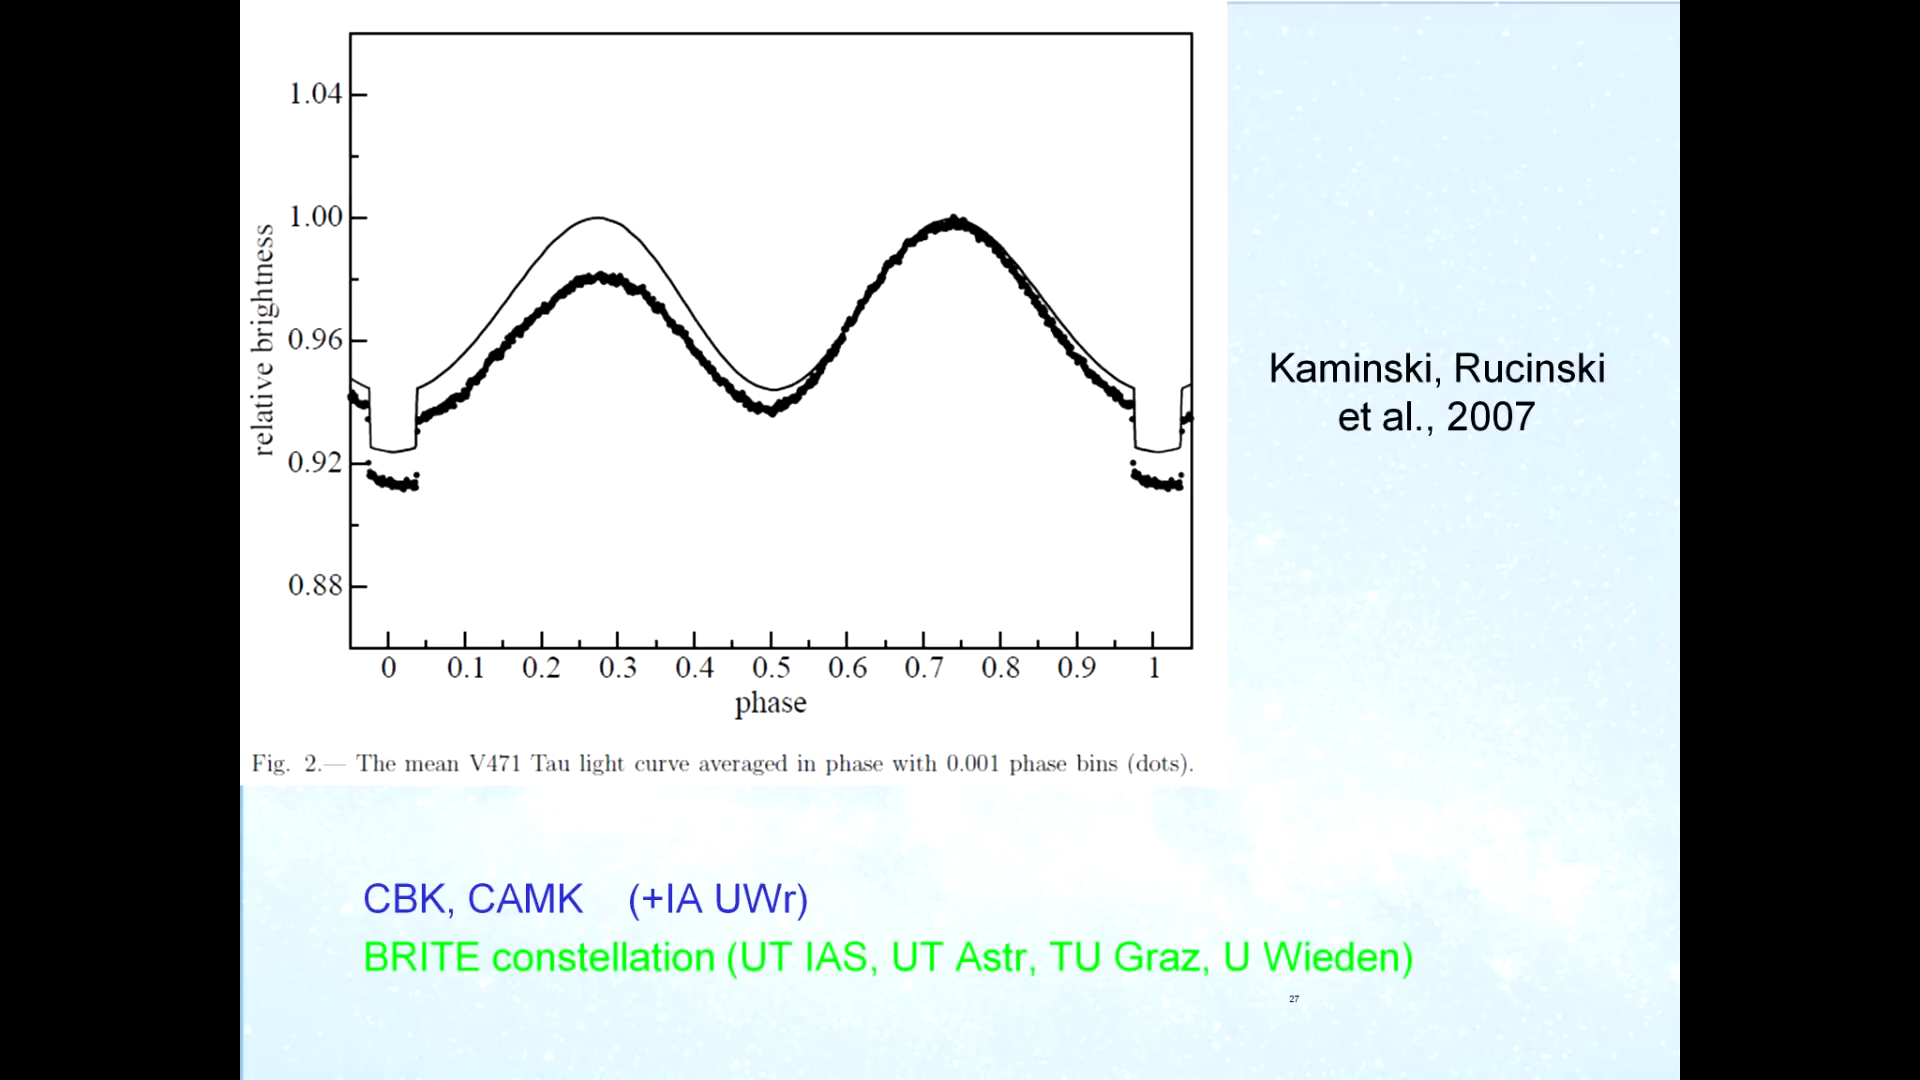 1.04
1.00
0.96
0.92
0.88
relative brightness
0 0.1 0.2 0.3 0.4 0.5 0.6 0.7 0.8 0.9 1
phase
Fig. 2.— The mean V471 Tau light curve averaged in phase with 0.001 phase bins (dots).
Kaminski, Rucinski
et al., 2007
CBK, CAMK (+IA UWr)
BRITE constellation (UT IAS, UT Astr, TU Graz, U Wieden)
27